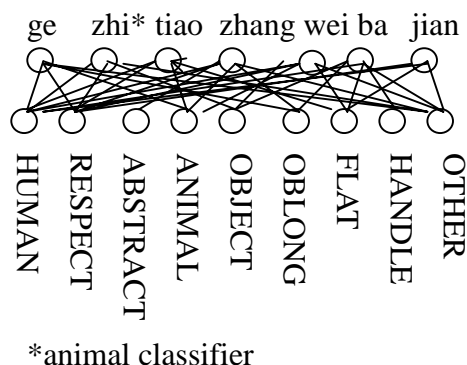 ge zhi* tiao zhang wei ba jian
HUMAN
RESPECT
ABSTRACT
ANIMAL
OBJECT
OBLONG
FLAT
HANDLE
OTHER
*animal classifier